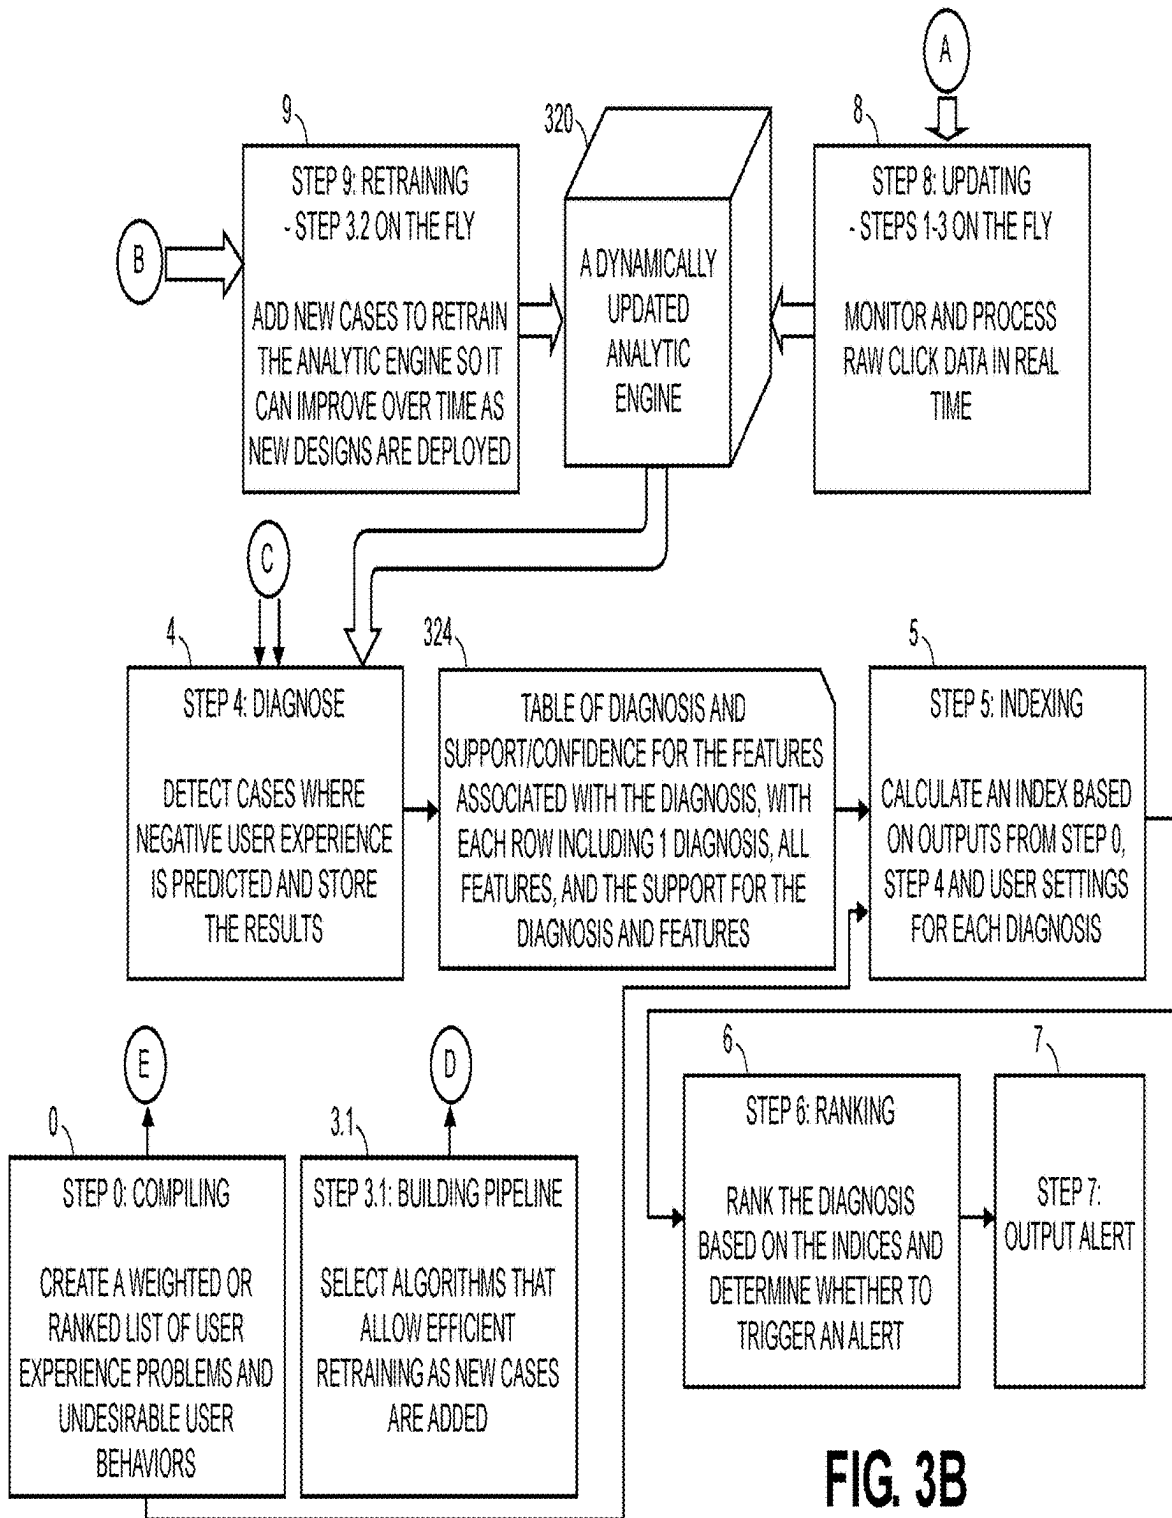 A
9
STEP 9: RETRAINING
- STEP 3.2 ON THE FLY
ADD NEW CASES TO RETRAIN
THE ANALYTIC ENGINE SO IT
CAN IMPROVE OVER TIME AS
NEW DESIGNS ARE DEPLOYED
B
320
A DYNAMICALLY
UPDATED
ANALYTIC
ENGINE
8
STEP 8: UPDATING
- STEPS 1-3 ON THE FLY
MONITOR AND PROCESS
RAW CLICK DATA IN REAL
TIME
C
4
STEP 4: DIAGNOSE
DETECT CASES WHERE
NEGATIVE USER EXPERIENCE
IS PREDICTED AND STORE
THE RESULTS
324
TABLE OF DIAGNOSIS AND
SUPPORT/CONFIDENCE FOR THE FEATURES
ASSOCIATED WITH THE DIAGNOSIS, WITH
EACH ROW INCLUDING 1 DIAGNOSIS, ALL
FEATURES, AND THE SUPPORT FOR THE
DIAGNOSIS AND FEATURES
5
STEP 5: INDEXING
CALCULATE AN INDEX BASED
ON OUTPUTS FROM STEP 0,
STEP 4 AND USER SETTINGS
FOR EACH DIAGNOSIS
E
0
STEP 0: COMPILING
CREATE A WEIGHTED OR
RANKED LIST OF USER
EXPERIENCE PROBLEMS AND
UNDESIRABLE USER
BEHAVIORS
D
3.1
STEP 3.1: BUILDING PIPELINE
SELECT ALGORITHMS THAT
ALLOW EFFICIENT
RETRAINING AS NEW CASES
ARE ADDED
6
STEP 6: RANKING
RANK THE DIAGNOSIS
BASED ON THE INDICES AND
DETERMINE WHETHER TO
TRIGGER AN ALERT
7
STEP 7:
OUTPUT ALERT
FIG. 3B